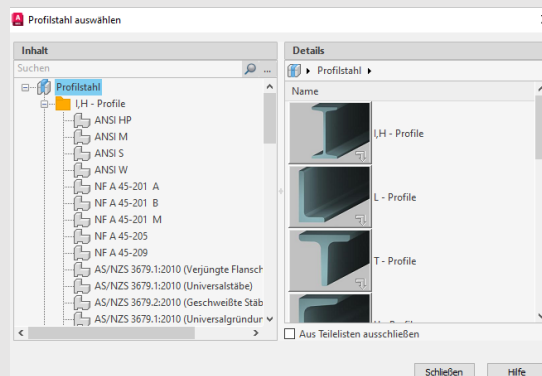 Profilstahl auswählen
Inhalt
Suchen
...
Profilstahl
I,H - Profile
ANSI HP
ANSI M
ANSI S
ANSI W
NF A 45-201 A
NF A 45-201 B
NF A 45-201 M
NF A 45-205
NF A 45-209
AS/NZS 3679.1:2010 (Verjüngte Flansch
AS/NZS 3679.1:2010 (Universalstäbe)
AS/NZS 3679.2:2010 (Geschweißte Stäb
AS/NZS 3679.1:2010 (Universalgründur
Details
Profilstahl
Name
I,H - Profile
L - Profile
T - Profile
Aus Teilelisten ausschließen
Schließen
Hilfe